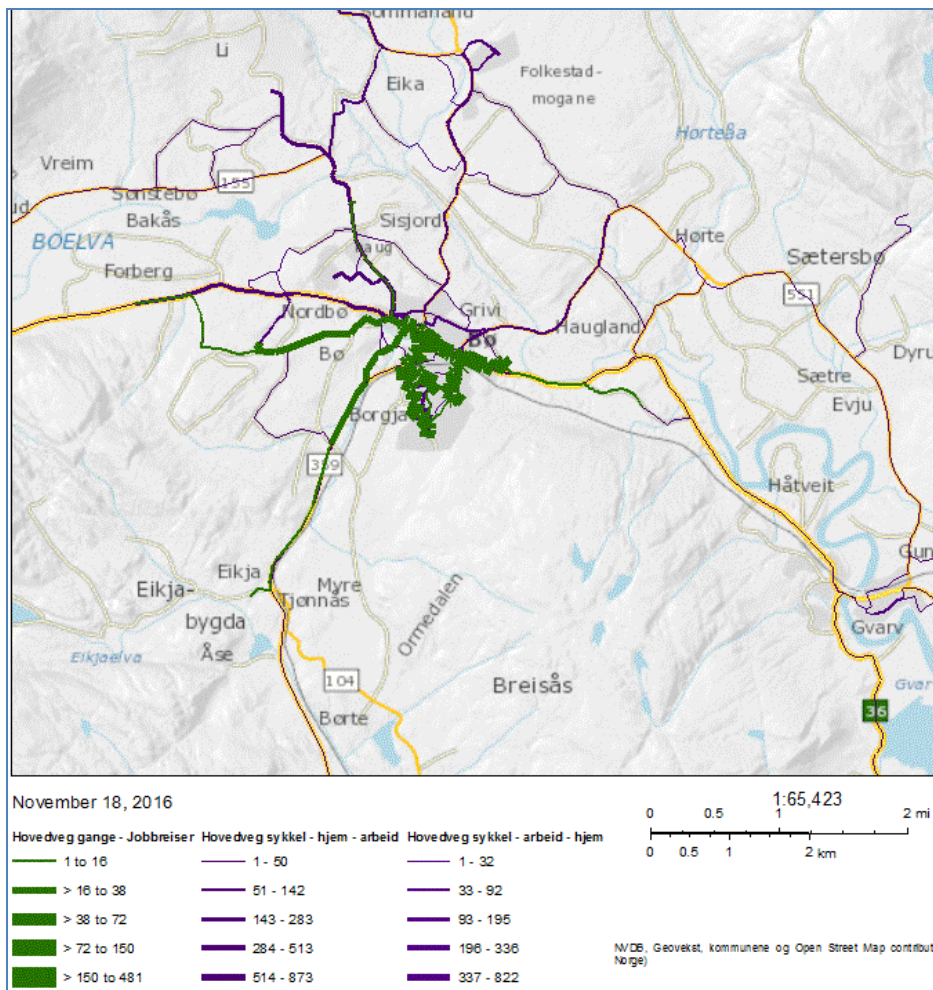 Sommarland
Li
Eika
Folkestad-
mogane
Horteåa
Vreim
155
Sønstebø
Bakås
Sisjord
BOELVA
Hørte
Sætersbø
Forberg
551
Nordbø
Grivi
Haugland
Bø
Bø
Dyru
Sætre
Evju
Borgja
359
Håtveit
Eikja
Gun
Eikja-
Myre
Tjønnås
bygda
Ormedalen
Gvarv
Åse
Eikjaelva
104
Breisås
Gvar
36
Børte
November 18, 2016
1:65,423
0 0.5 1 2 mi
0 0.5 1 2 km
Hovedveg gange - Jobbreiser Hovedveg sykkel - hjem - arbeid Hovedveg sykkel - arbeid - hjem
1 to 16 1 - 50 1 - 32
> 16 to 38 51 - 142 33 - 92
> 38 to 72 143 - 283 93 - 195
> 72 to 150 284 - 513 196 - 336
> 150 to 481 514 - 873 337 - 822
NVDB, Geovekst, kommunene og Open Street Map contribut
Norge)